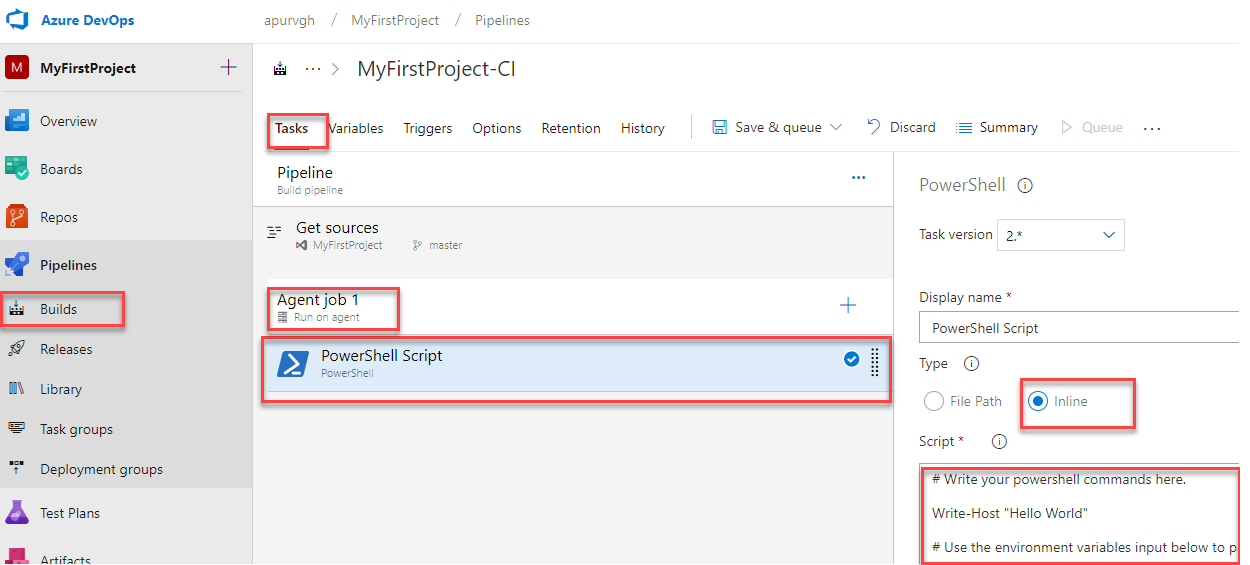 Azure DevOps
apurvgh / MyFirstProject / Pipelines
M MyFirstProject
Overview
Boards
Repos
Pipelines
Builds
Releases
Library
Task groups
Deployment groups
Test Plans
Artifacts
... > MyFirstProject-CI
Tasks Variables Triggers Options Retention History
Save & queue Discard Summary Queue ...
Pipeline
Build pipeline
...
Get sources
MyFirstProject master
Agent job 1
Run on agent
PowerShell Script
PowerShell
PowerShell
Task version 2.*
Display name *
PowerShell Script
Type
File Path Inline
Script *
# Write your powershell commands here.
Write-Host "Hello World"
# Use the environment variables input below to